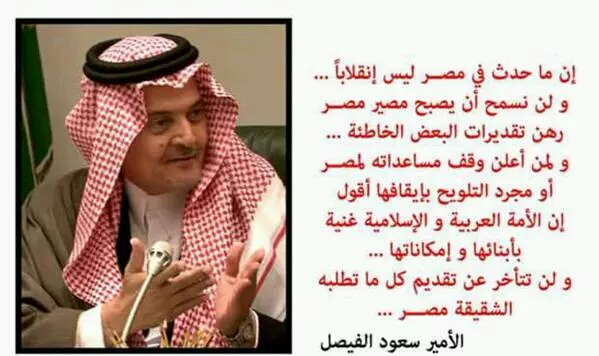 إن ما حدث في مصر ليس إنقلاباً ...
و لن نسمح أن يصبح مصير مصر
رهن تقديرات البعض الخاطئة ...
و لمن أعلن وقف مساعداته لمصر
أو مجرد التلويح بإيقافها أقول
إن الأمة العربية و الإسلامية غنية
بأبنائها و إمكاناتها ...
و لن تتأخر عن تقديم كل ما تطلبه
الشقيقة مصر ...
الأمير سعود الفيصل